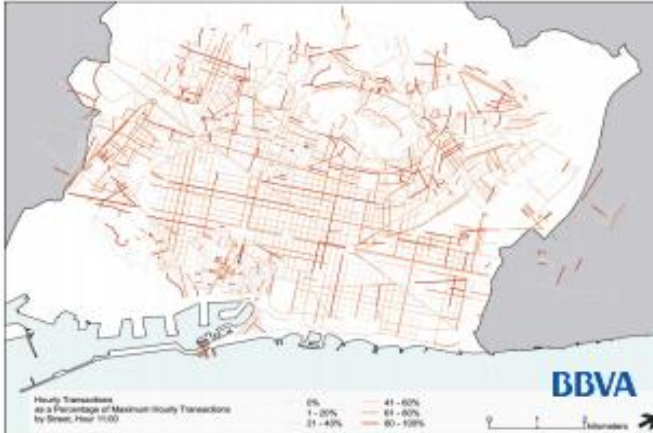 BBVA
Hourly Transactions
as a Percentage of Maximum Hourly Transactions
by Street, Hour 11:00
0%
1 - 20%
21 - 40%
41 - 60%
61 - 80%
80 - 100%
0
kilometers